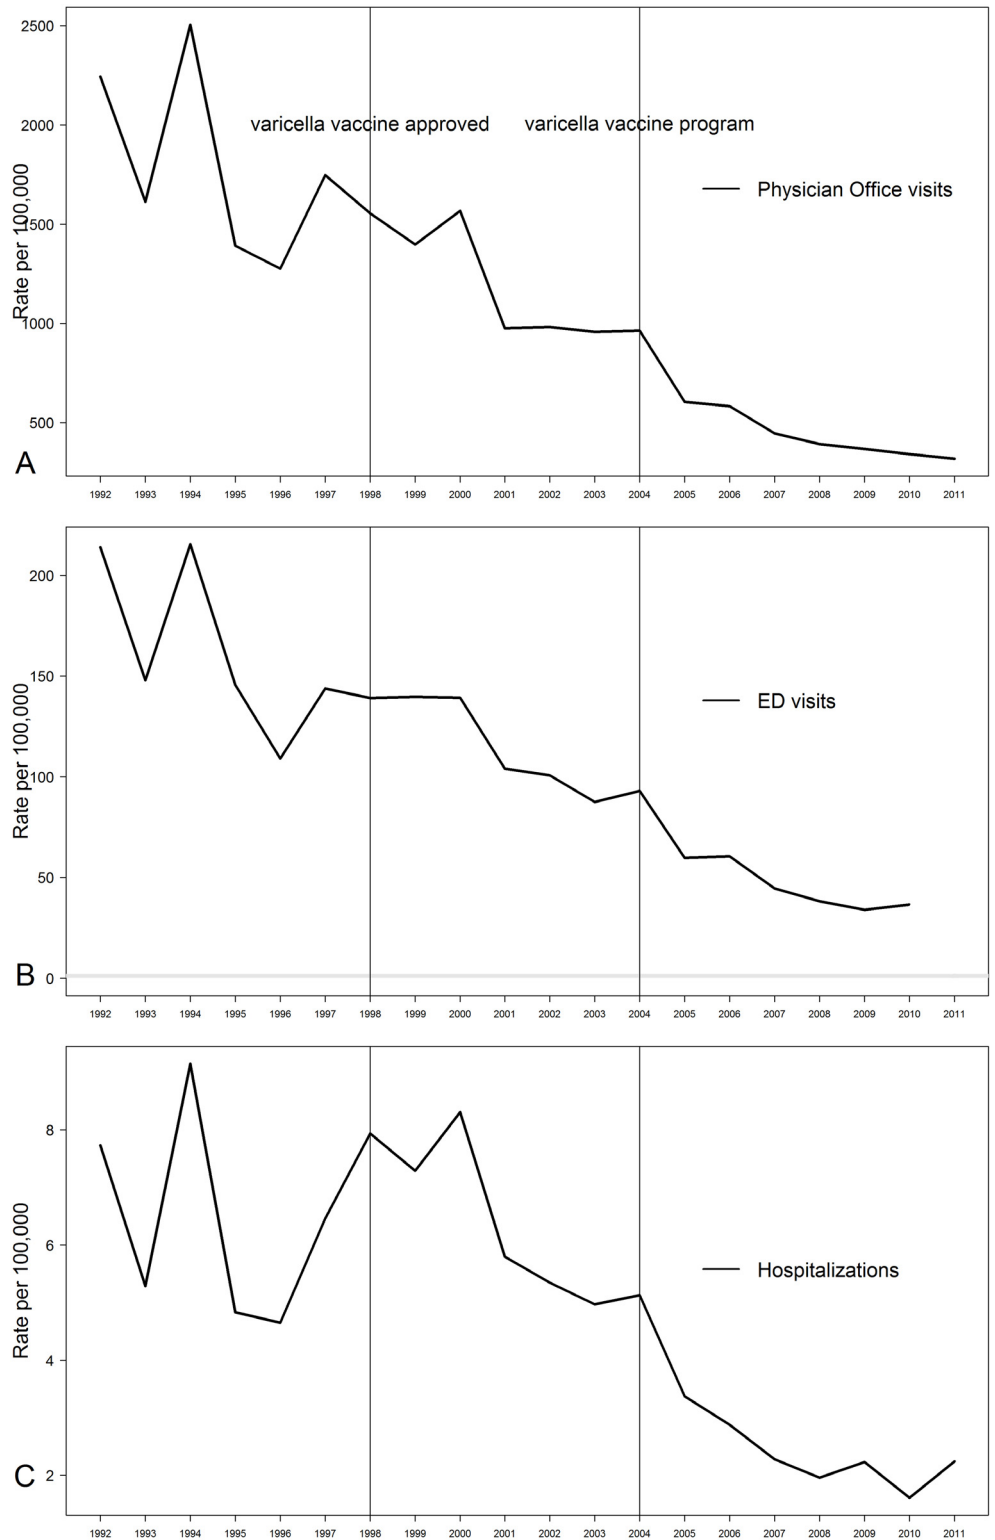 2500
2000
1500
1000
500
Rate per 100,000
varicella vaccine approved
varicella vaccine program
Physician Office visits
A
1992 1993 1994 1995 1996 1997 1998 1999 2000 2001 2002 2003 2004 2005 2006 2007 2008 2009 2010 2011
200
150
100
50
0
Rate per 100,000
ED visits
B
1992 1993 1994 1995 1996 1997 1998 1999 2000 2001 2002 2003 2004 2005 2006 2007 2008 2009 2010 2011
8
6
4
2
Rate per 100,000
Hospitalizations
C
1992 1993 1994 1995 1996 1997 1998 1999 2000 2001 2002 2003 2004 2005 2006 2007 2008 2009 2010 2011